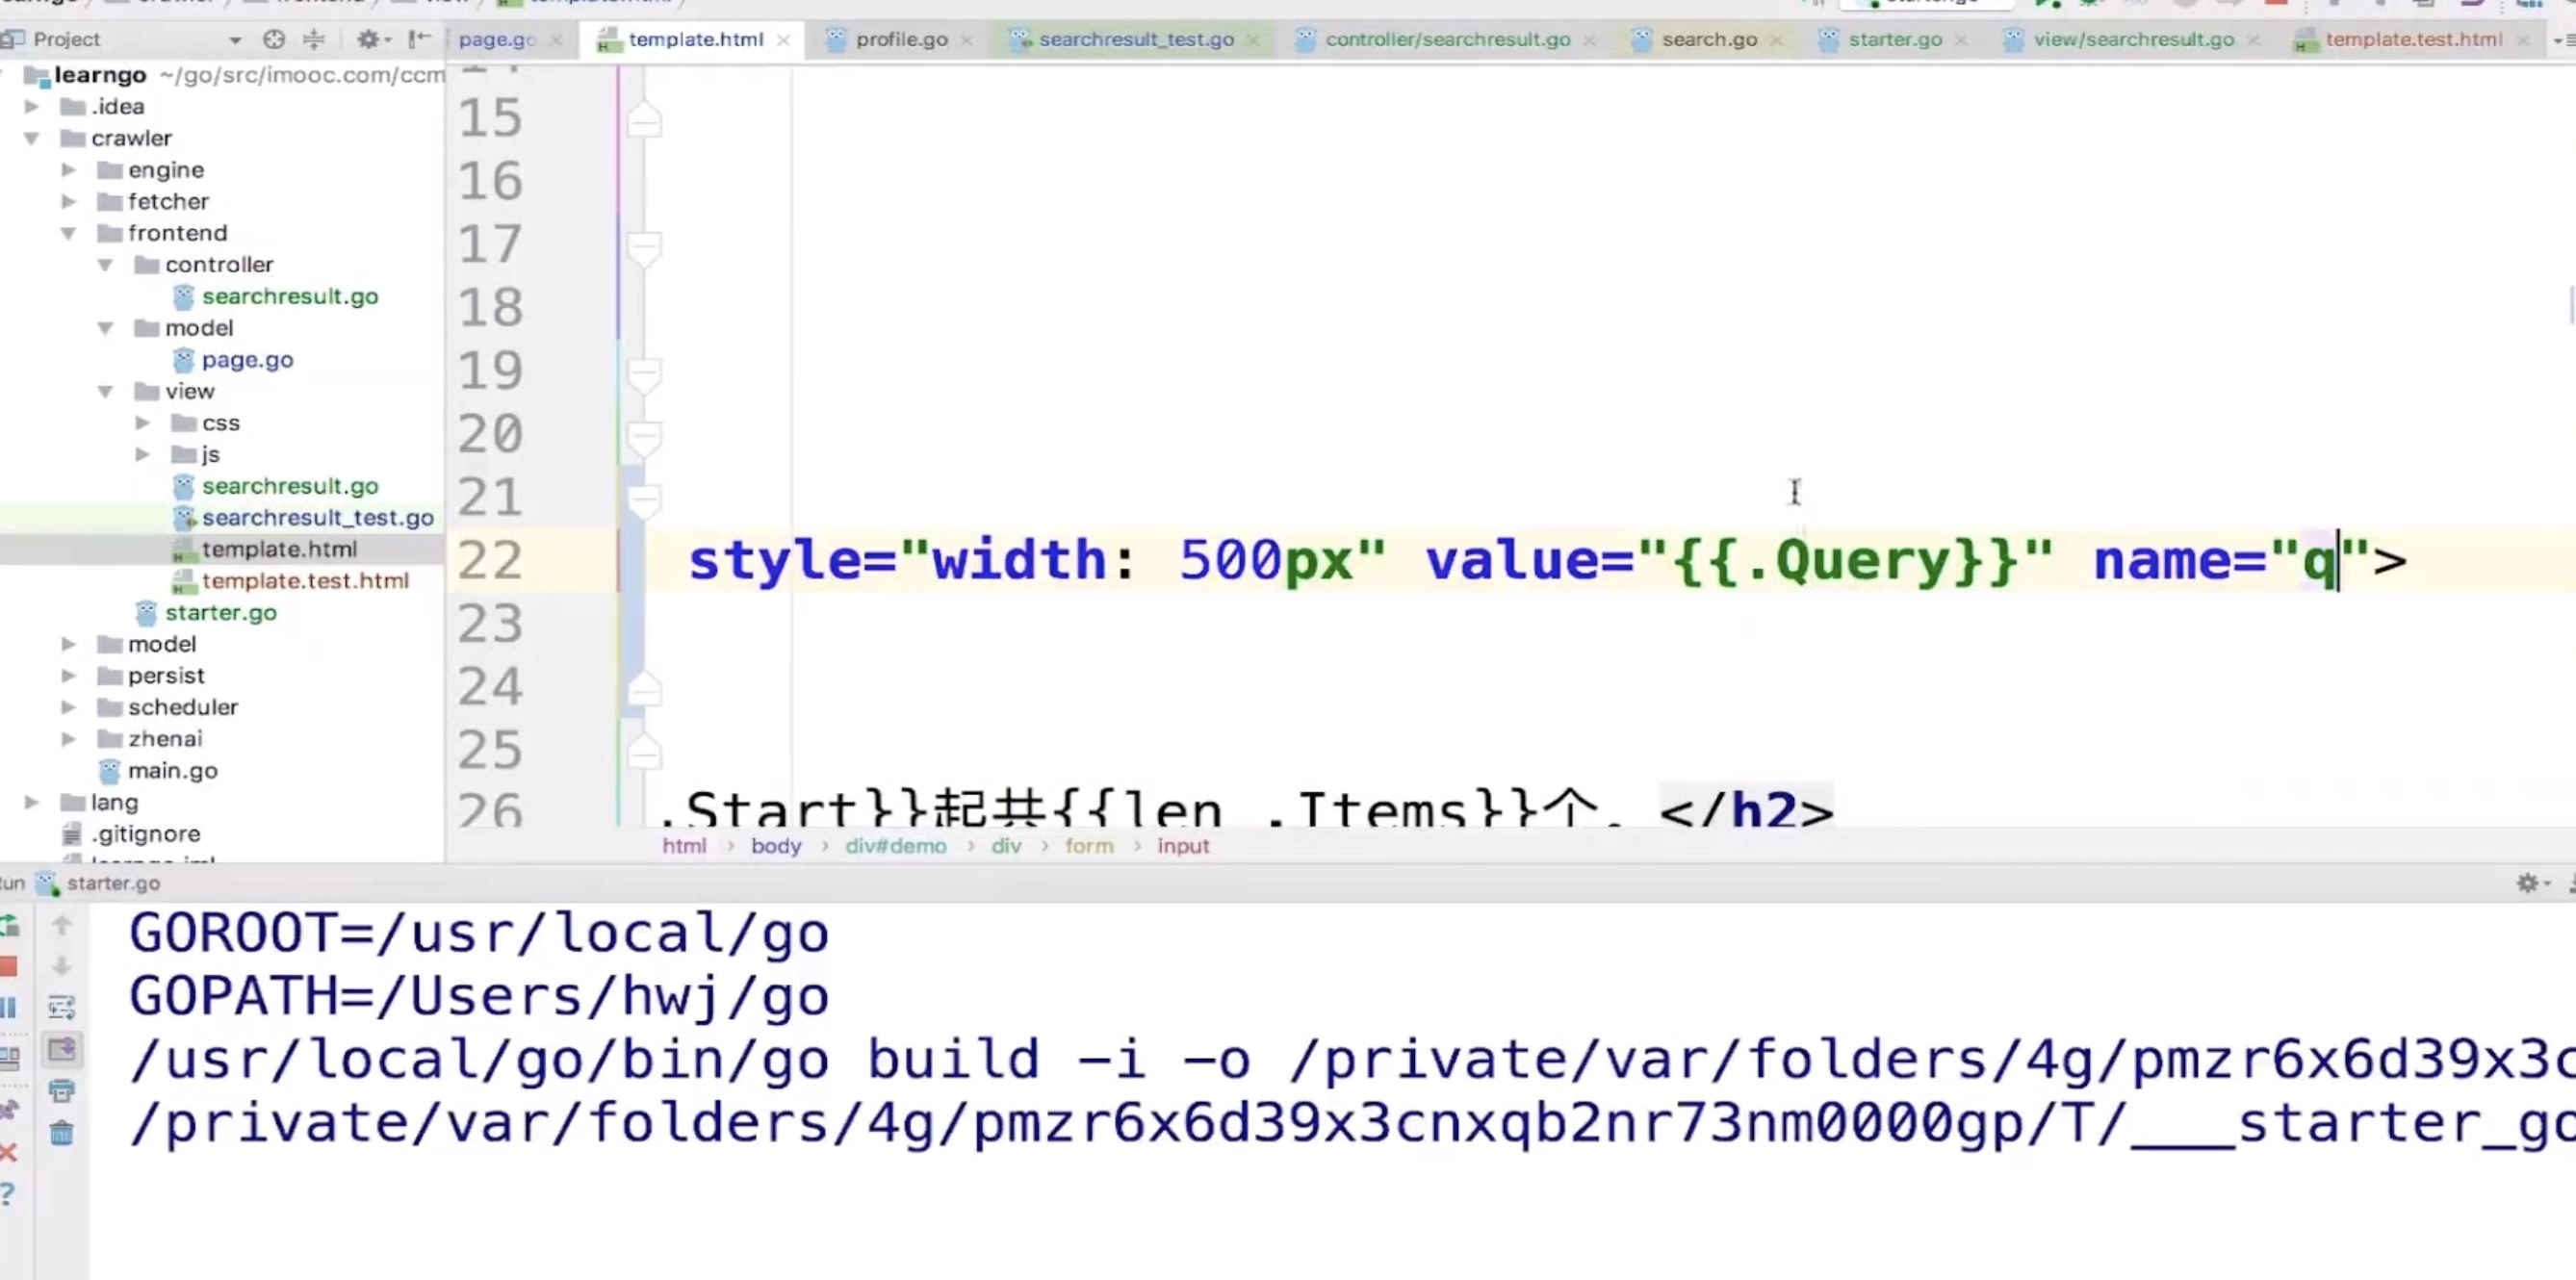 Project
page.go
template.html
profile.go
searchresult_test.go
controller/searchresult.go
search.go
starter.go
view/searchresult.go
template.test.html
learngo ~/go/src/imooc.com/ccm
.idea
crawler
engine
fetcher
frontend
controller
searchresult.go
model
page.go
view
css
js
searchresult.go
searchresult_test.go
template.html
template.test.html
starter.go
model
persist
scheduler
zhenai
main.go
lang
.gitignore
15
16
17
18
19
20
21
22 style="width: 500px" value="{{.Query}}" name="q">
23
24
25
26 .Start}}起共{{len .Items}}个。</h2>
html › body › div#demo › div › form › input
starter.go
GOROOT=/usr/local/go
GOPATH=/Users/hwj/go
/usr/local/go/bin/go build -i -o /private/var/folders/4g/pmzr6x6d39x3c
/private/var/folders/4g/pmzr6x6d39x3cnxqb2nr73nm0000gp/T/___starter_go